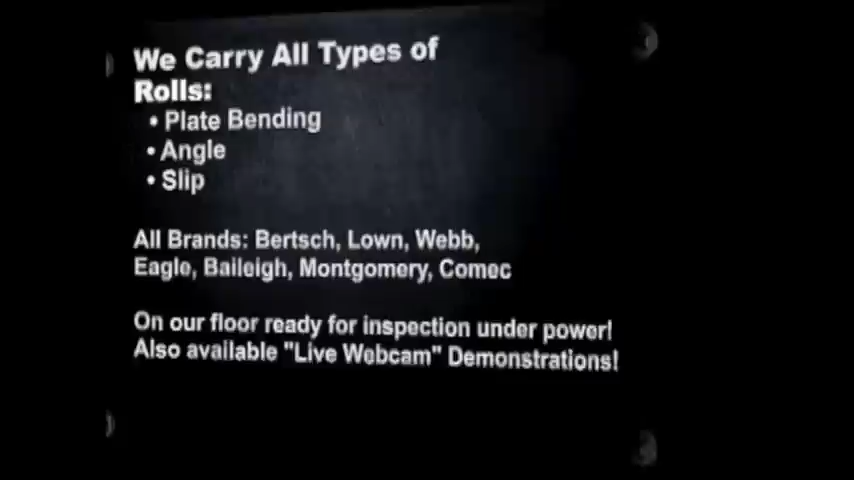 We Carry All Types of
Rolls:
• Plate Bending
• Angle
• Slip
All Brands: Bertsch, Lown, Webb,
Eagle, Baileigh, Montgomery, Comec
On our floor ready for inspection under power!
Also available "Live Webcam" Demonstrations!